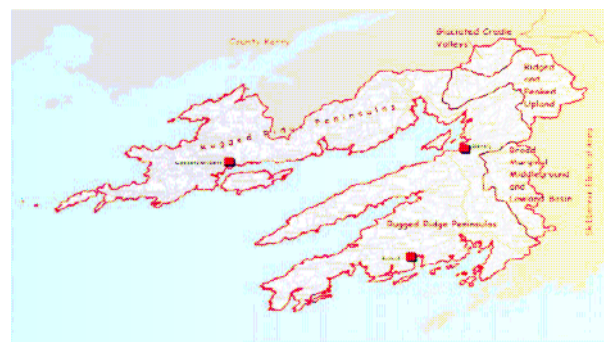 County Kerry
Glaciated Cradle
Valleys
Ridged
and
Peaked
Upland
Rugged Ridge Peninsulas
Bantry
Broad
Marginal
Middleground
and
Lowland Basin
Rugged Ridge Peninsulas